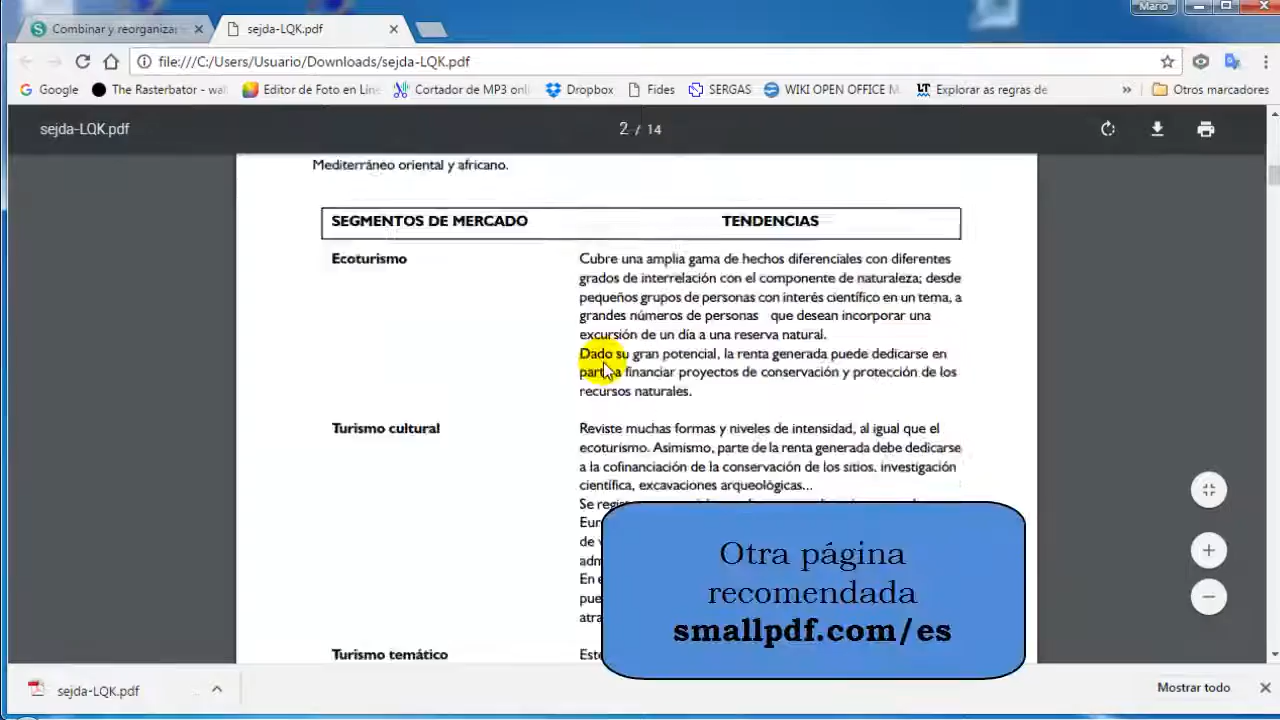 Mario
Combinar y reorganiza
sejda-LQK.pdf
file:///C:/Users/Usuario/Downloads/sejda-LQK.pdf
Google
The Rasterbator - wal
Editor de Foto en Líne
Cortador de MP3 onli
Dropbox
Fides
SERGAS
WIKI OPEN OFFICE M
Explorar as regras de
»
Otros marcadores
sejda-LQK.pdf
2 / 14
Mediterráneo oriental y africano.
SEGMENTOS DE MERCADO TENDENCIAS
Ecoturismo
Cubre una amplia gama de hechos diferenciales con diferentes
grados de interrelación con el componente de naturaleza; desde
pequeños grupos de personas con interés científico en un tema, a
grandes números de personas que desean incorporar una
excursión de un día a una reserva natural.
Dado su gran potencial, la renta generada puede dedicarse en
parte a financiar proyectos de conservación y protección de los
recursos naturales.
Turismo cultural
Reviste muchas formas y niveles de intensidad, al igual que el
ecoturismo. Asimismo, parte de la renta generada debe dedicarse
a la cofinanciación de la conservación de los sitios. investigación
científica, excavaciones arqueológicas...
Se
de
En
Turismo temático
Otra página
recomendada
smallpdf.com/es
sejda-LQK.pdf
Mostrar todo